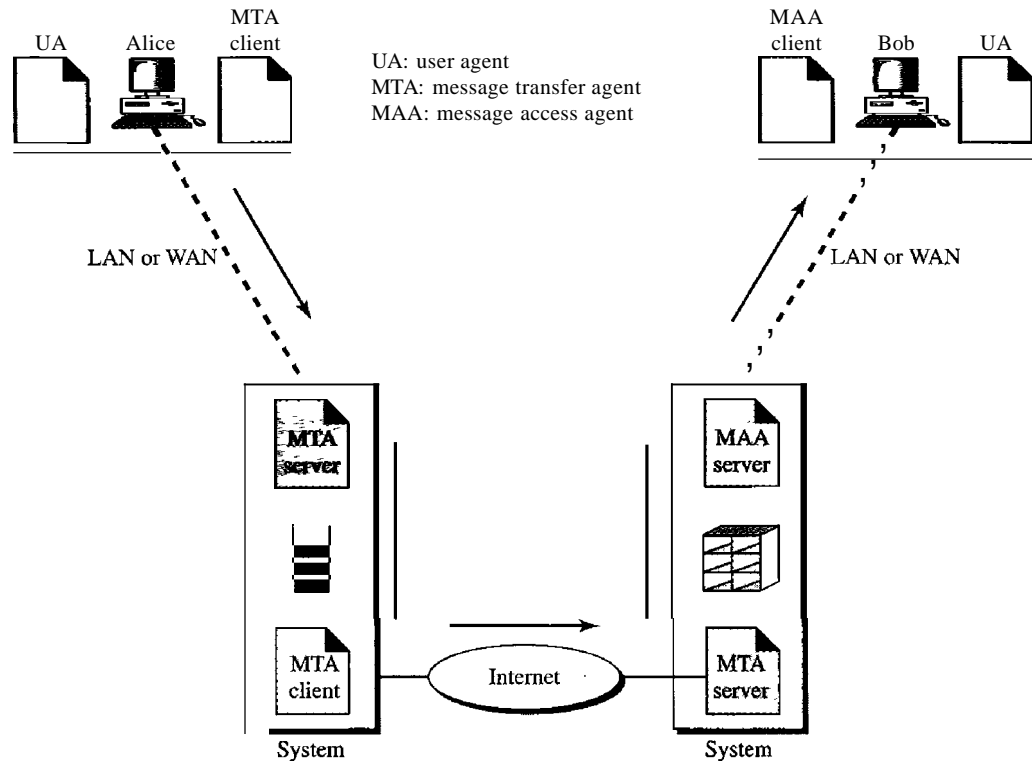 UA
Alice
MTA
client
UA: user agent
MTA: message transfer agent
MAA: message access agent
MAA
client
Bob
UA
LAN or WAN
LAN or WAN
MTA
server
MAA
server
MTA
client
Internet
MTA
server
System
System